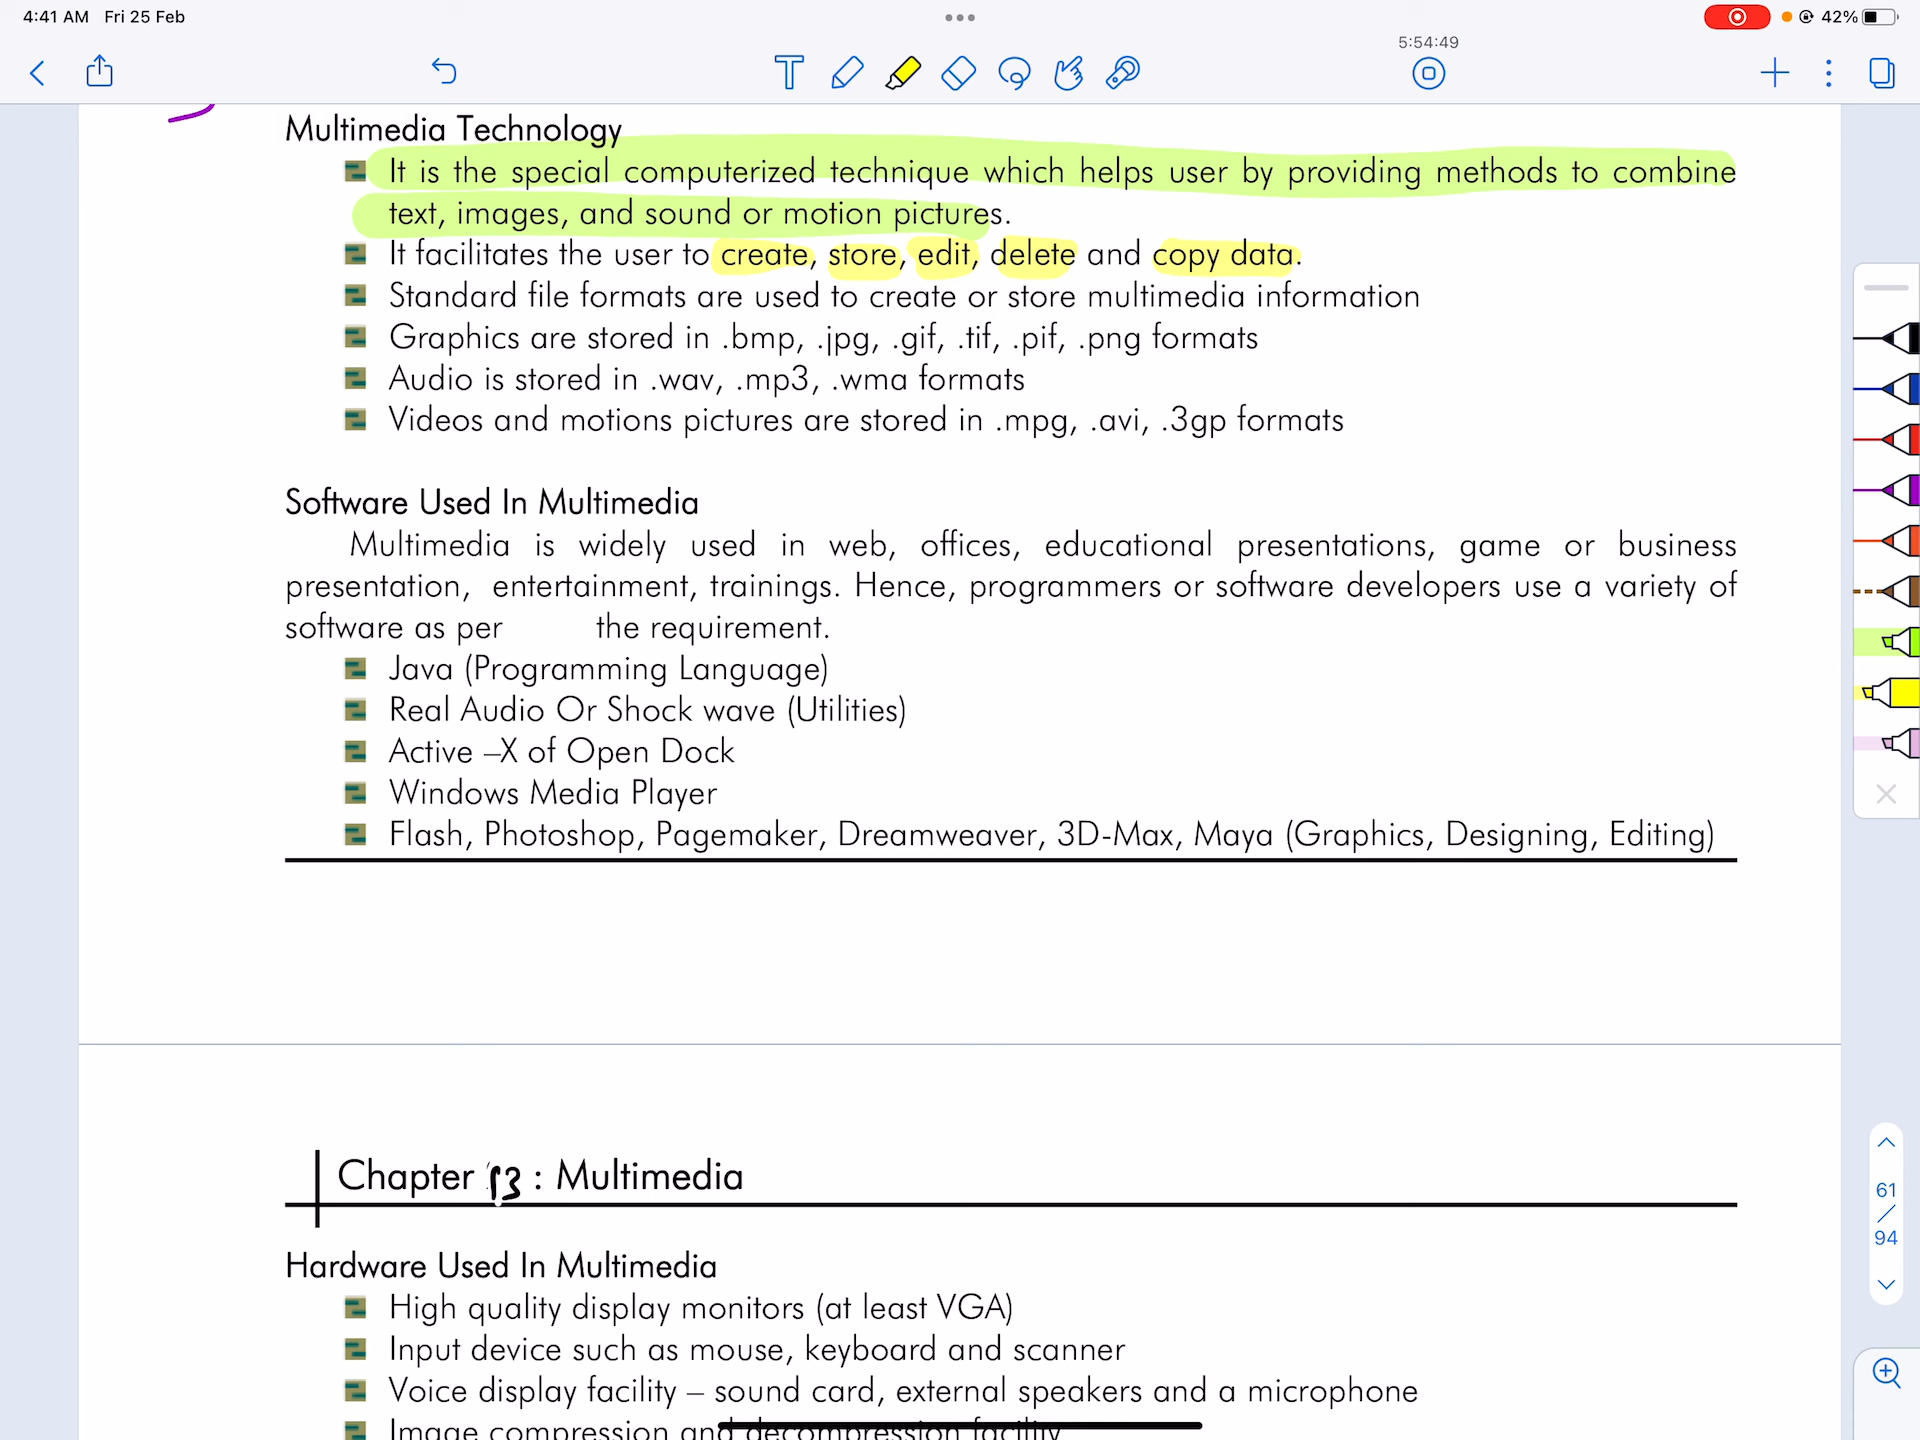 4:41 AM Fri 25 Feb
42%
5:54:49
Multimedia Technology
It is the special computerized technique which helps user by providing methods to combine
text, images, and sound or motion pictures.
It facilitates the user to create, store, edit, delete and copy data.
Standard file formats are used to create or store multimedia information
Graphics are stored in .bmp, .jpg, .gif, .tif, .pif, .png formats
Audio is stored in .wav, .mp3, .wma formats
Videos and motions pictures are stored in .mpg, .avi, .3gp formats
Software Used In Multimedia
Multimedia is widely used in web, offices, educational presentations, game or business
presentation, entertainment, trainings. Hence, programmers or software developers use a variety of
software as per the requirement.
Java (Programming Language)
Real Audio Or Shock wave (Utilities)
Active –X of Open Dock
Windows Media Player
Flash, Photoshop, Pagemaker, Dreamweaver, 3D-Max, Maya (Graphics, Designing, Editing)
Chapter 13 : Multimedia
61
/
94
Hardware Used In Multimedia
High quality display monitors (at least VGA)
Input device such as mouse, keyboard and scanner
Voice display facility – sound card, external speakers and a microphone
Image compression and decompression facility